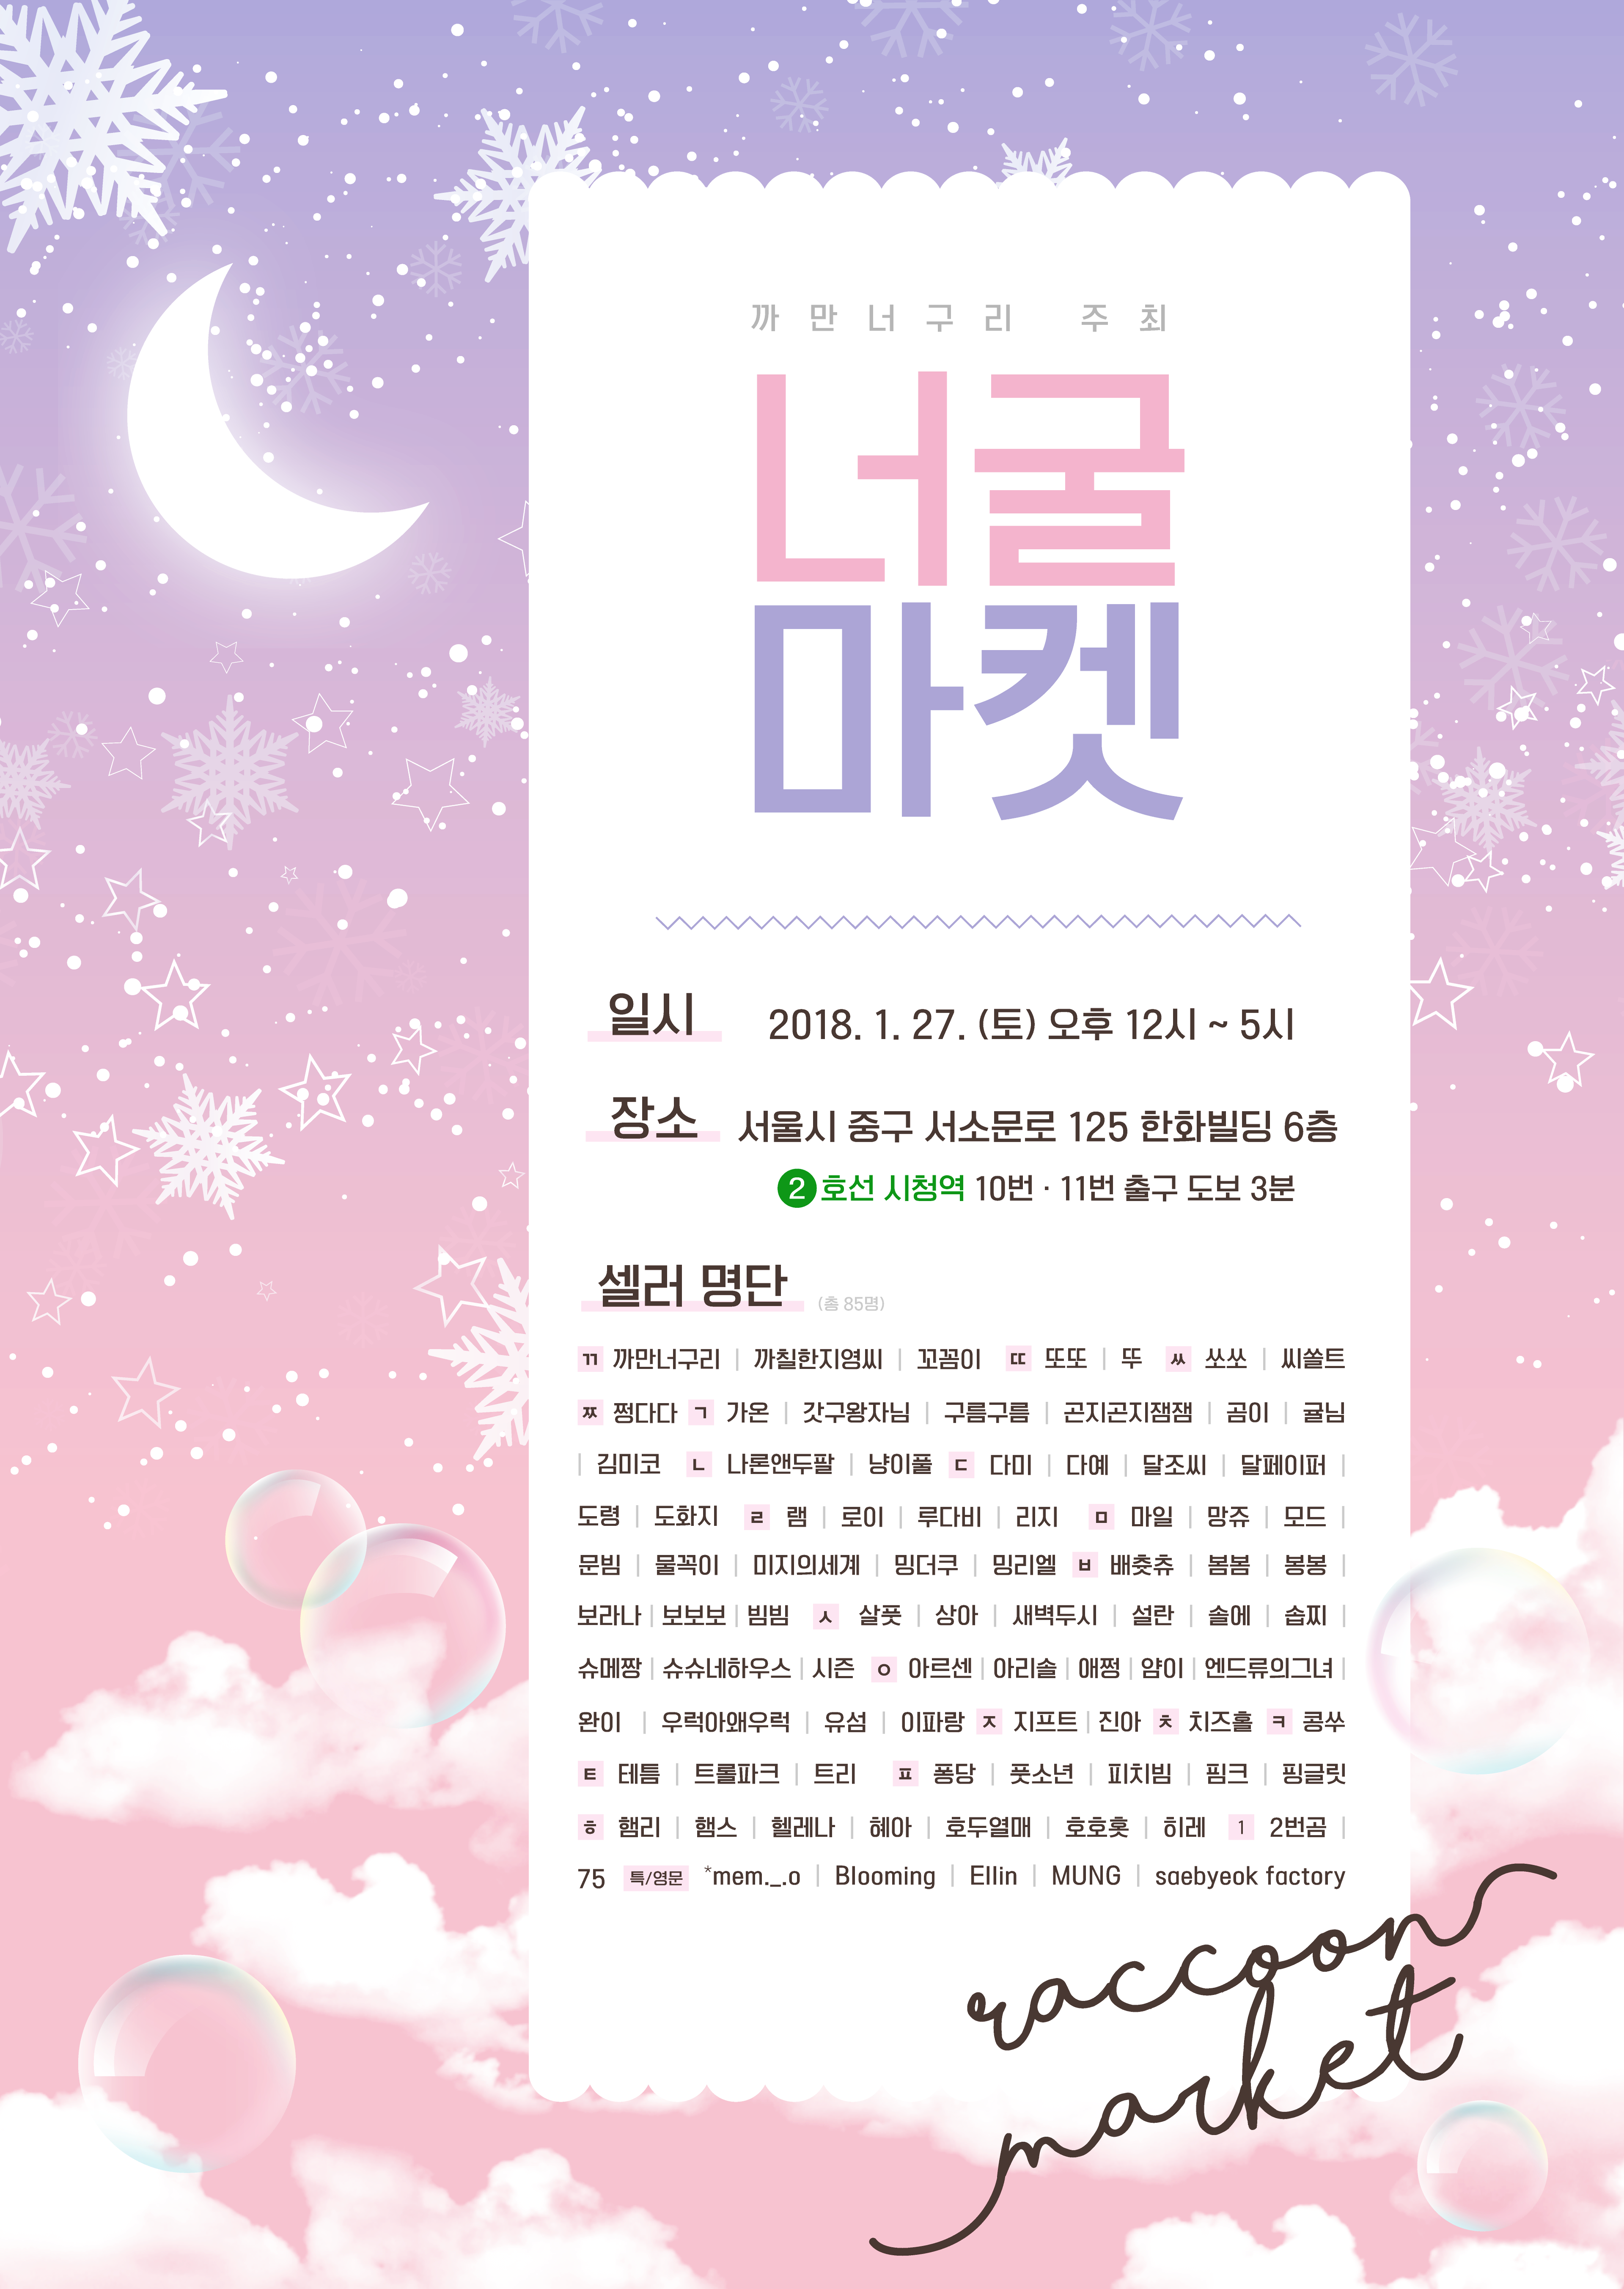 까만너구리 주최
너굴
마켓
일시 2018. 1. 27. (토) 오후 12시 ~ 5시
장소 서울시 중구 서소문로 125 한화빌딩 6층
2호선 시청역 10번 · 11번 출구 도보 3분
셀러 명단 (총 85명)
ㄲ 까만너구리 | 까칠한지영씨 | 꼬꼼이 ㄸ 또또 | 뚜 ㅆ 쏘쏘 | 씨쏠트
ㅉ 쩡다다 ㄱ 가온 | 갓구왕자님 | 구름구름 | 곤지곤지잼잼 | 곰이 | 귤님
| 김미코 ㄴ 나론앤두팔 | 냥이풀 ㄷ 다미 | 다예 | 달조씨 | 달페이퍼 |
도령 | 도화지 ㄹ 램 | 로이 | 루다비 | 리지 ㅁ 마일 | 망쥬 | 모드 |
문빔 | 물꼭이 | 미지의세계 | 밍더쿠 | 밍리엘 ㅂ 배츗츄 | 봄봄 | 봉봉 |
보라나 | 보보보 | 빔빔 ㅅ 살풋 | 상아 | 새벽두시 | 설란 | 솔에 | 솝찌 |
슈메짱 | 슈슈네하우스 | 시즌 ㅇ 아르센 | 아리솔 | 애쩡 | 얌이 | 엔드류의그녀 |
완이 | 우럭아왜우럭 | 유섬 | 이파랑 ㅈ 지프트 | 진아 ㅊ 치즈홀 ㅋ 콩쑤
ㅌ 테틈 | 트롤파크 | 트리 ㅍ 퐁당 | 풋소년 | 피치빔 | 핌크 | 핑글릿
ㅎ 햄리 | 햄스 | 헬레나 | 혜아 | 호두열매 | 호호홋 | 히레 1 2번곰 |
75 특/영문 *mem._.o | Blooming | Ellin | MUNG | saebyeok factory
raccoon
market